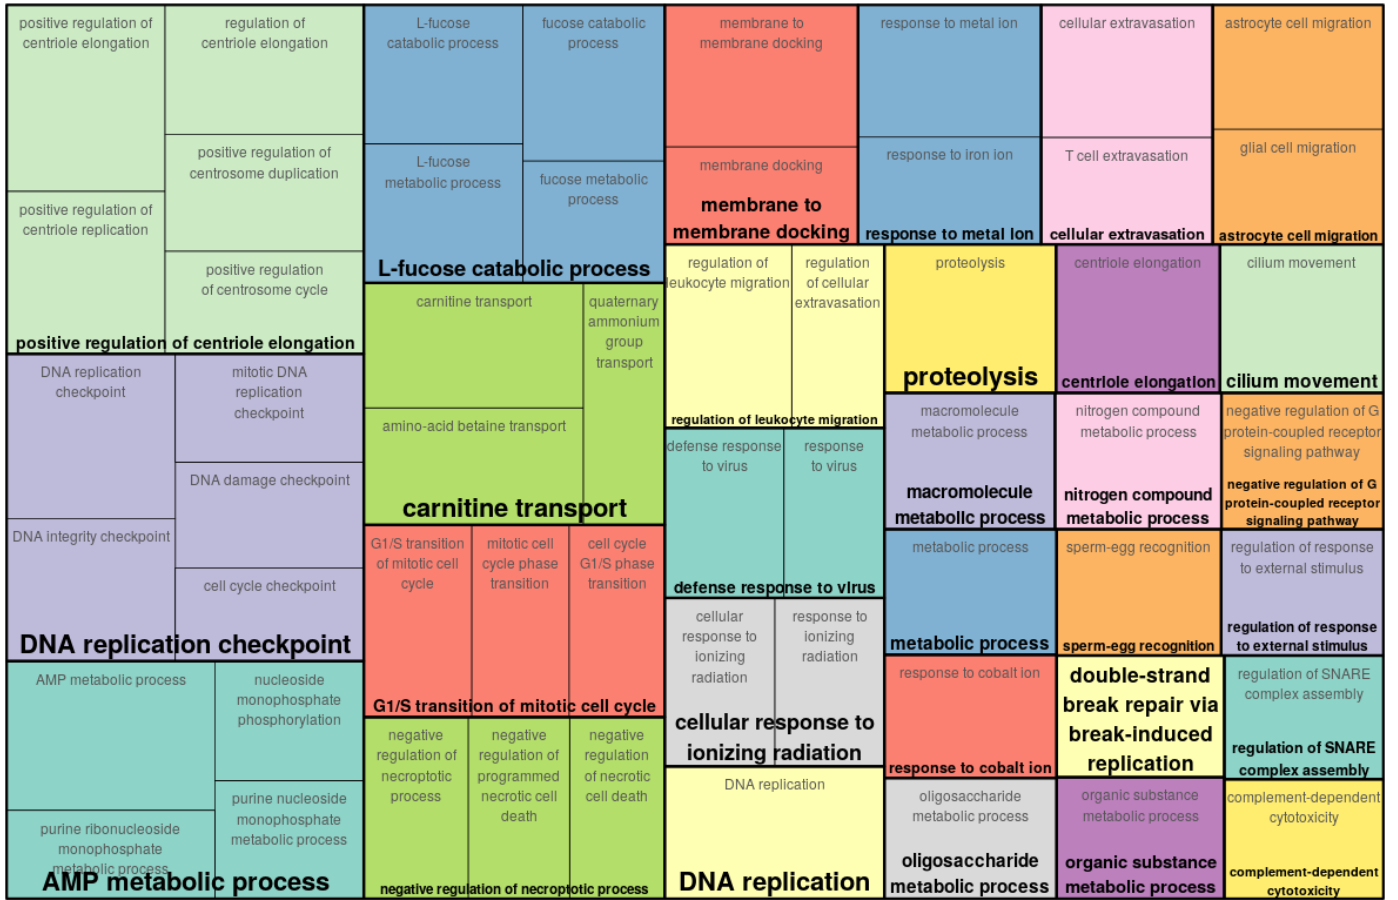 positive regulation of
centriole elongation
regulation of
centriole elongation
positive regulation of
centrosome duplication
positive regulation of
centriole replication
positive regulation
of centrosome cycle
positive regulation of centriole elongation
DNA replication
checkpoint
mitotic DNA
replication
checkpoint
DNA damage checkpoint
DNA integrity checkpoint
cell cycle checkpoint
DNA replication checkpoint
AMP metabolic process
nucleoside
monophosphate
phosphorylation
purine ribonucleoside
monophosphate
metabolic process
purine nucleoside
monophosphate
metabolic process
AMP metabolic process
L-fucose
catabolic process
fucose catabolic
process
L-fucose
metabolic process
fucose metabolic
process
L-fucose catabolic process
carnitine transport
quaternary
ammonium
group
transport
amino-acid betaine transport
carnitine transport
G1/S transition
of mitotic cell
cycle
mitotic cell
cycle phase
transition
cell cycle
G1/S phase
transition
G1/S transition of mitotic cell cycle
negative
regulation of
necroptotic
process
negative
regulation of
programmed
necrotic cell
death
negative
regulation
of necrotic
cell death
negative regulation of necroptotic process
membrane to
membrane docking
membrane docking
membrane to
membrane docking
response to metal ion
response to iron ion
response to metal ion
cellular extravasation
T cell extravasation
cellular extravasation
astrocyte cell migration
glial cell migration
astrocyte cell migration
regulation of
leukocyte migration
regulation
of cellular
extravasation
regulation of leukocyte migration
defense response
to virus
response
to virus
defense response to virus
cellular
response to
ionizing
radiation
response to
ionizing
radiation
cellular response to
ionizing radiation
DNA replication
DNA replication
proteolysis
proteolysis
centriole elongation
centriole elongation
cilium movement
cilium movement
macromolecule
metabolic process
macromolecule
metabolic process
nitrogen compound
metabolic process
nitrogen compound
metabolic process
negative regulation of G
protein-coupled receptor
signaling pathway
negative regulation of G
protein-coupled receptor
signaling pathway
metabolic process
metabolic process
sperm-egg recognition
sperm-egg recognition
regulation of response
to external stimulus
regulation of response
to external stimulus
response to cobalt ion
response to cobalt ion
double-strand
break repair via
break-induced
replication
regulation of SNARE
complex assembly
regulation of SNARE
complex assembly
oligosaccharide
metabolic process
oligosaccharide
metabolic process
organic substance
metabolic process
organic substance
metabolic process
complement-dependent
cytotoxicity
complement-dependent
cytotoxicity